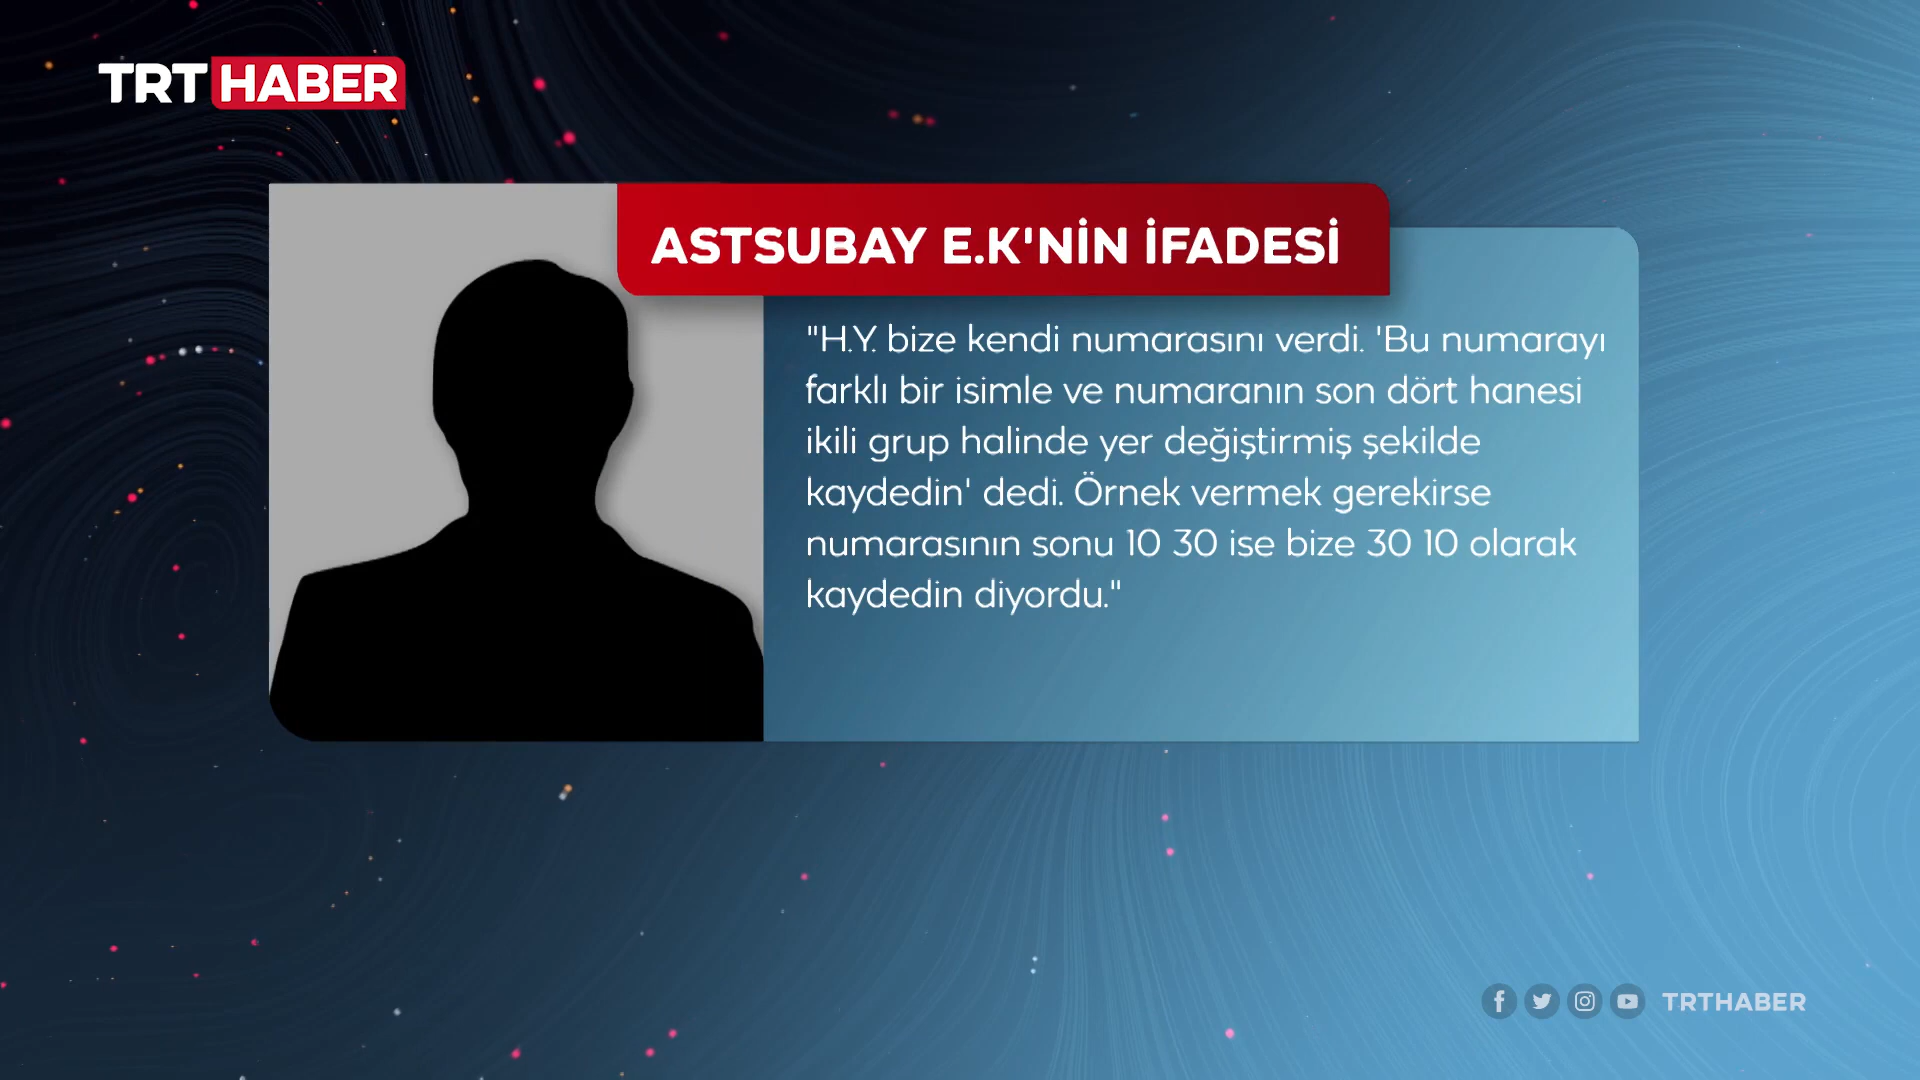 TRT HABER
ASTSUBAY E.K'NİN İFADESİ
"H.Y. bize kendi numarasını verdi. 'Bu numarayı
farklı bir isimle ve numaranın son dört hanesi
ikili grup halinde yer değiştirmiş şekilde
kaydedin' dedi. Örnek vermek gerekirse
numarasının sonu 10 30 ise bize 30 10 olarak
kaydedin diyordu."
TRTHABER